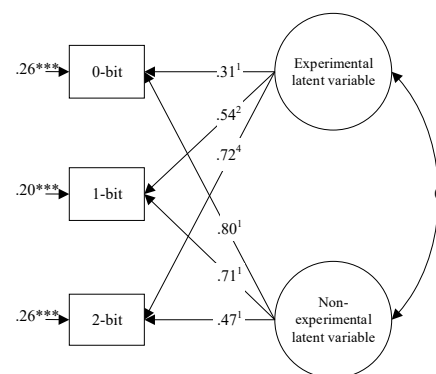 .26***
0-bit
.31¹
Experimental
latent variable
.54²
.72⁴
.20***
1-bit
.80¹
.71¹
.26***
2-bit
.47¹
Non-
experimental
latent variable